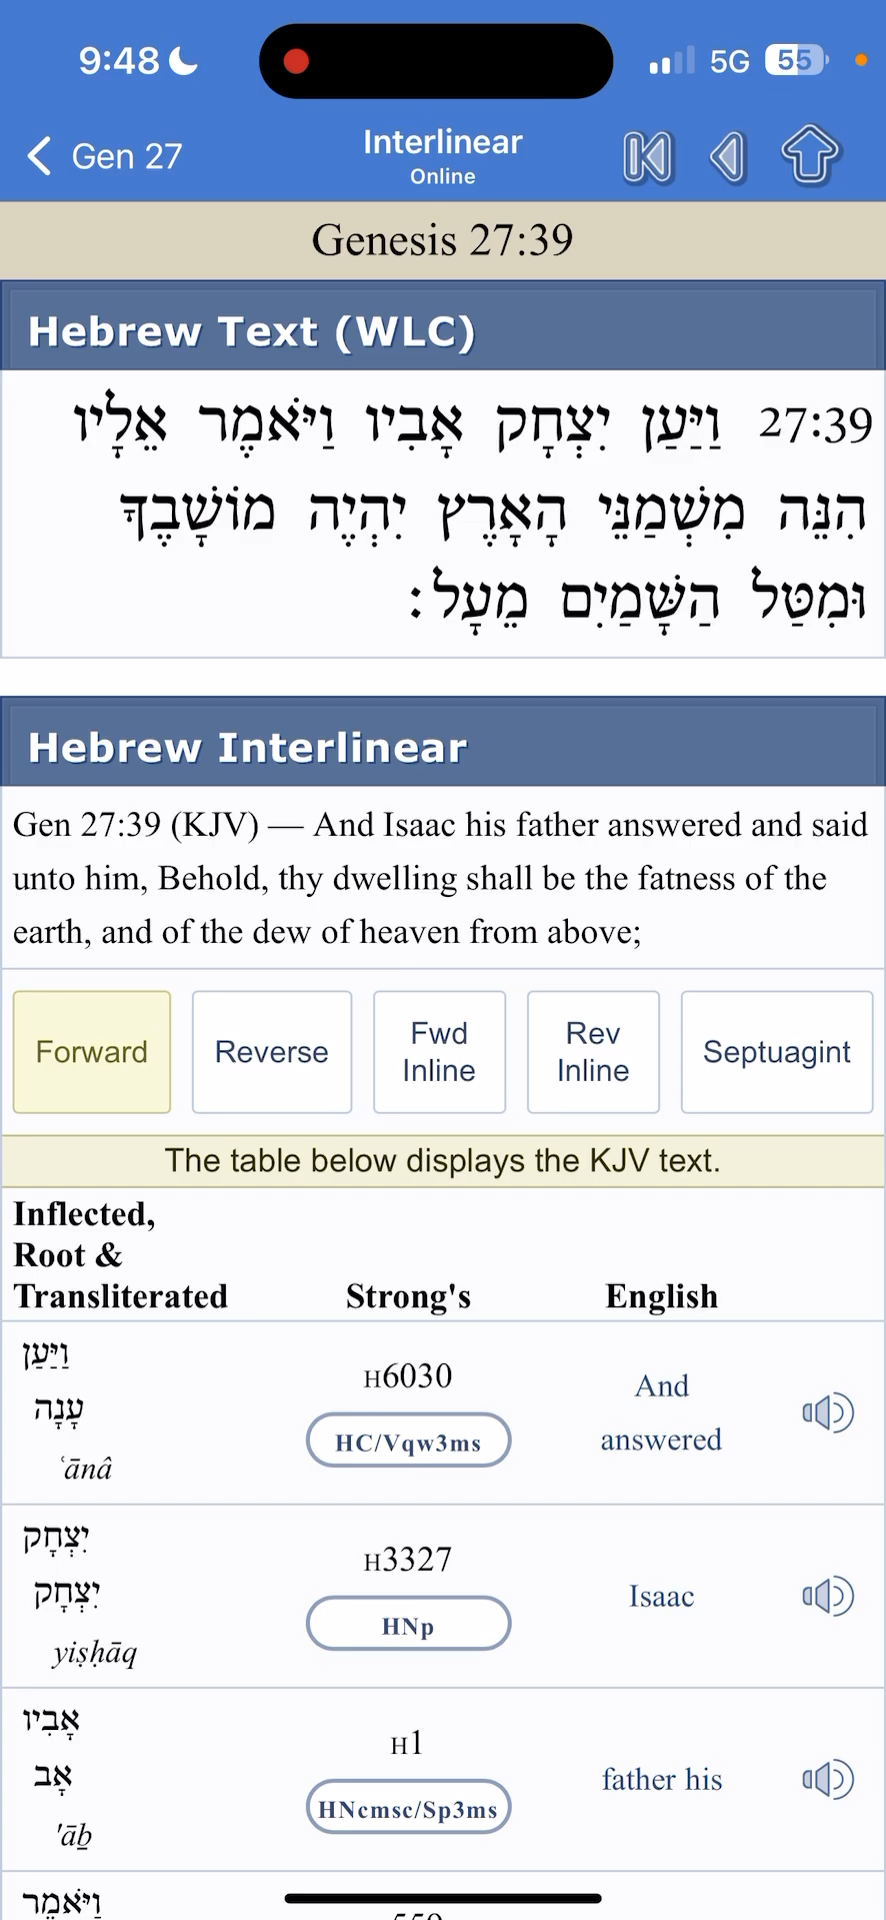 9:48
5G 55
Gen 27
Interlinear
Online
Genesis 27:39
Hebrew Text (WLC)
27:39 וַיַּעַן יִצְחָק אָבִיו וַיֹּאמֶר אֵלָיו
הִנֵּה מִשְׁמַנֵּי הָאָרֶץ יִהְיֶה מוֹשָׁבֶךָ
וּמִטַּל הַשָּׁמַיִם מֵעָל׃
Hebrew Interlinear
Gen 27:39 (KJV) — And Isaac his father answered and said
unto him, Behold, thy dwelling shall be the fatness of the
earth, and of the dew of heaven from above;
Forward
Reverse
Fwd
Inline
Rev
Inline
Septuagint
The table below displays the KJV text.
Inflected,
Root &
Transliterated
Strong's
English
וַיַּעַן
עָנָה
ʿānâ
H6030
HC/Vqw3ms
And
answered
יִצְחָק
יִצְחָק
yiṣḥāq
H3327
HNp
Isaac
אָבִיו
אָב
'āḇ
H1
HNcmsc/Sp3ms
father his
וַיֹּאמֶר